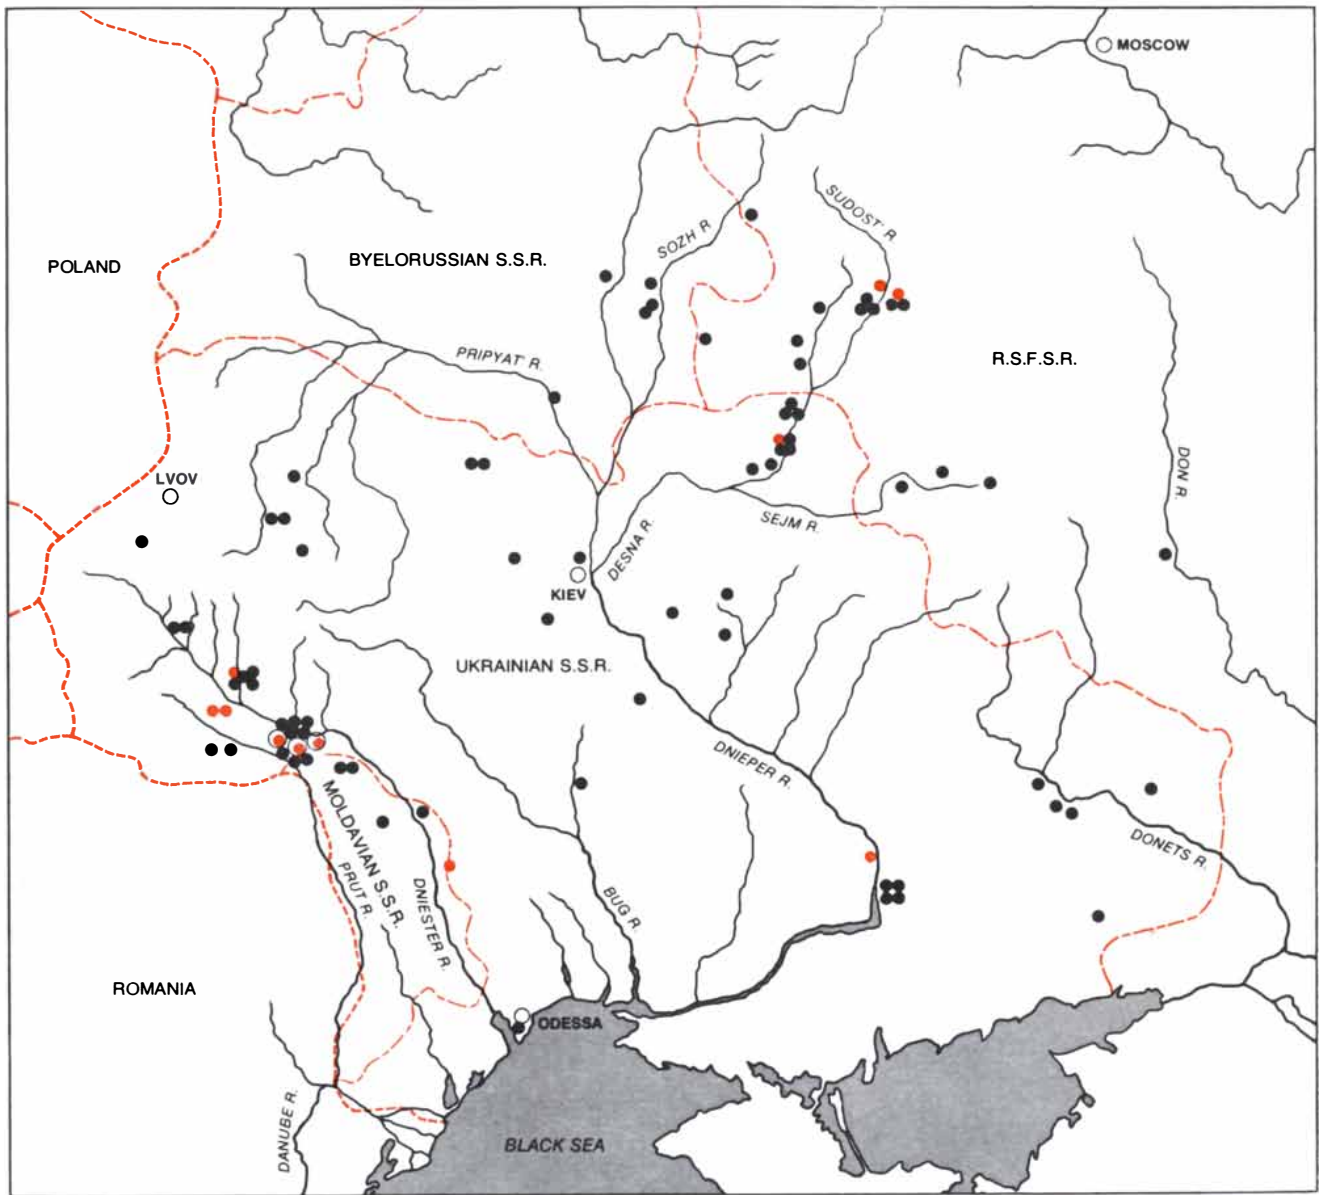 MOSCOW
SUDOST' R.
SOZH R.
POLAND
BYELORUSSIAN S.S.R.
PRIPYAT' R.
R.S.F.S.R.
LVOV
DON R.
SEJM R.
DESNA R.
KIEV
UKRAINIAN S.S.R.
DNIEPER R.
MOLDAVIAN S.S.R.
PRUT R.
DNIESTER R.
BUG R.
DONETS R.
ROMANIA
ODESSA
DANUBE R.
BLACK SEA